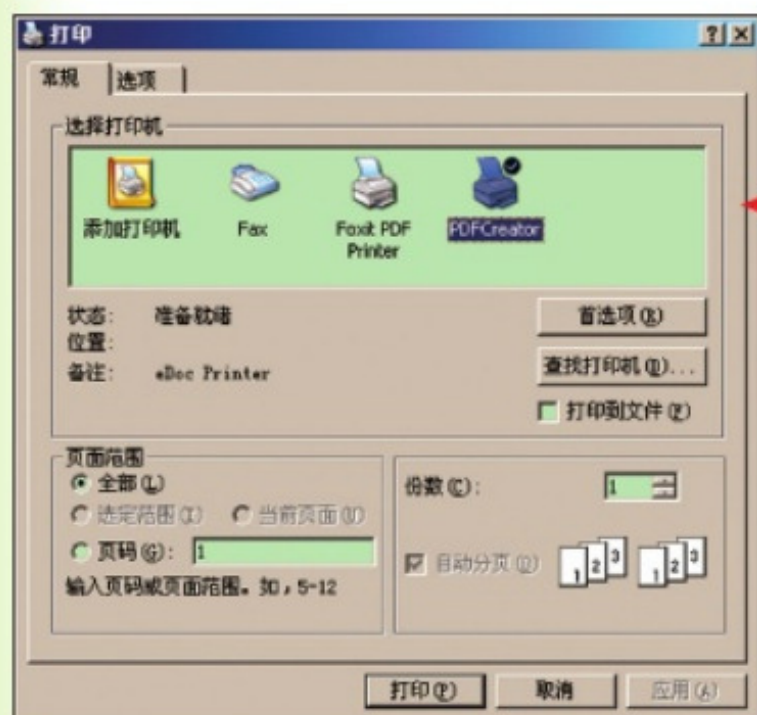 打印
常规 选项
选择打印机
添加打印机 Fax Foxit PDF Printer PDFCreator
状态: 准备就绪
首选项(R)
位置:
查找打印机(D)...
备注: eDoc Printer
打印到文件(F)
页面范围
全部(L)
选定范围(T) 当前页面(U)
页码(G): 1
输入页码或页面范围。如，5-12
份数(C): 1
自动分页(O)
1 2 3 1 2 3
打印(P) 取消 应用(A)